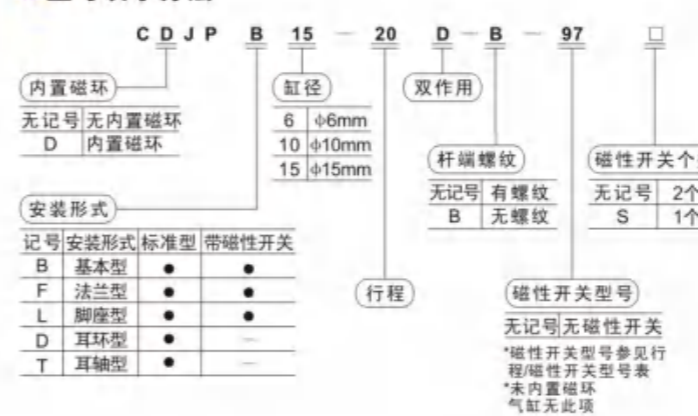 C D J P B 15 — 20 D — B — 97 □
内置磁环
无记号 无内置磁环
D 内置磁环
缸径
6 φ6mm
10 φ10mm
15 φ15mm
双作用
杆端螺纹
无记号 有螺纹
B 无螺纹
磁性开关个
无记号 2个
S 1个
安装形式
记号 安装形式 标准型 带磁性开关
B 基本型 ● ●
F 法兰型 ● ●
L 脚座型 ● ●
D 耳环型 ● —
T 耳轴型 ● —
行程
磁性开关型号
无记号 无磁性开关
*磁性开关型号参见行
程/磁性开关型号表
*未内置磁环
气缸无此项